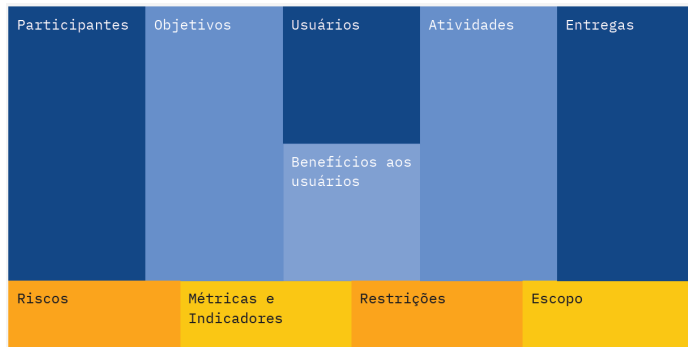 Participantes
Objetivos
Usuários
Atividades
Entregas
Benefícios aos
usuários
Riscos
Métricas e
Indicadores
Restrições
Escopo